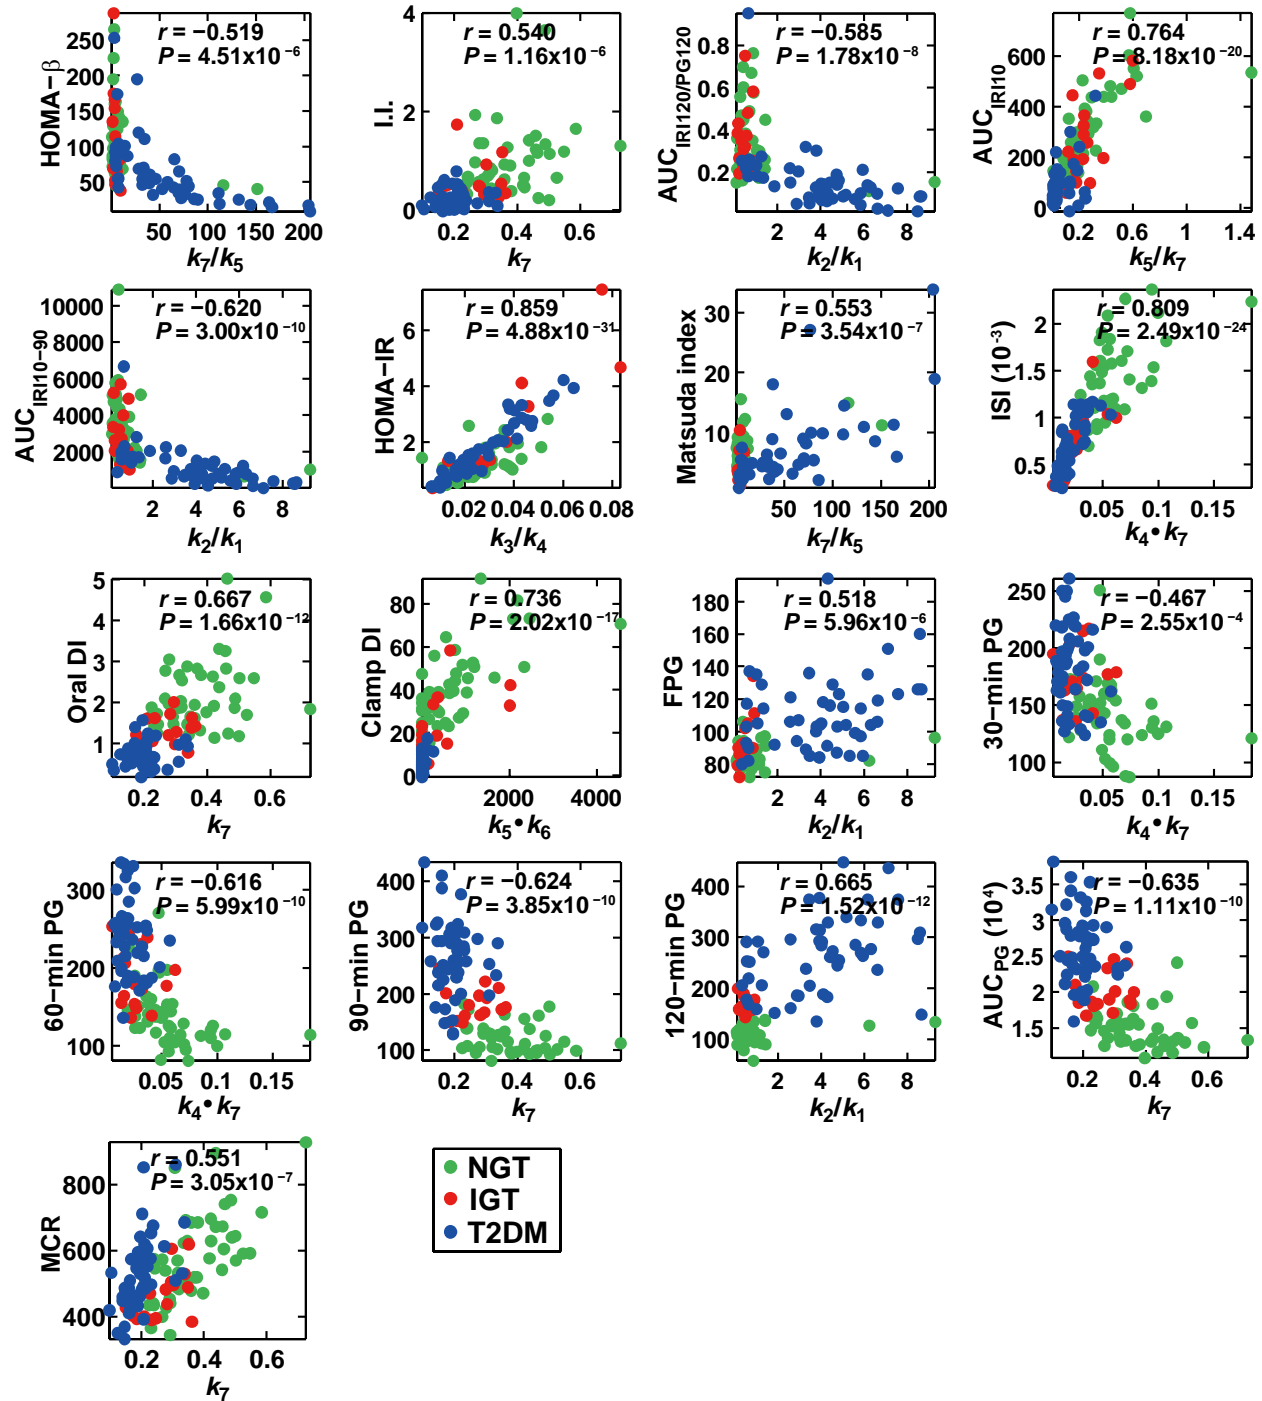 r = −0.519
P = 4.51x10 −6
HOMA−β
250
200
150
100
50
50 100 150 200
k7/k5
r = 0.540
P = 1.16x10 −6
I.I.
4
2
0
0.2 0.4 0.6
k7
r = −0.585
P = 1.78x10 −8
AUC IRI120/PG120
0.8
0.6
0.4
0.2
2 4 6 8
k2/k1
r = 0.764
P = 8.18x10 −20
AUC IRI10
600
400
200
0
0.2 0.6 1 1.4
k5/k7
r = −0.620
P = 3.00x10 −10
AUC IRI10−90
10000
8000
6000
4000
2000
2 4 6 8
k2/k1
r = 0.859
P = 4.88x10 −31
HOMA−IR
6
4
2
0.02 0.04 0.06 0.08
k3/k4
r = 0.553
P = 3.54x10 −7
Matsuda index
30
20
10
50 100 150 200
k7/k5
r = 0.809
P = 2.49x10 −24
ISI (10 -3)
2
1.5
1
0.5
0.05 0.1 0.15
k4•k7
r = 0.667
P = 1.66x10 −12
Oral DI
5
4
3
2
1
0.2 0.4 0.6
k7
r = 0.736
P = 2.02x10 −17
Clamp DI
80
60
40
20
0
2000 4000
k5•k6
r = 0.518
P = 5.96x10 −6
FPG
180
160
140
120
100
80
2 4 6 8
k2/k1
r = −0.467
P = 2.55x10 −4
30−min PG
250
200
150
100
0.05 0.1 0.15
k4•k7
r = −0.616
P = 5.99x10 −10
60−min PG
300
200
100
0.05 0.1 0.15
k4•k7
r = −0.624
P = 3.85x10 −10
90−min PG
400
300
200
100
0.2 0.4 0.6
k7
r = 0.665
P = 1.52x10 −12
120−min PG
400
300
200
100
2 4 6 8
k2/k1
r = −0.635
P = 1.11x10 −10
AUC PG (10 4)
3.5
3
2.5
2
1.5
0.2 0.4 0.6
k7
r = 0.551
P = 3.05x10 −7
MCR
800
600
400
0.2 0.4 0.6
k7
NGT
IGT
T2DM